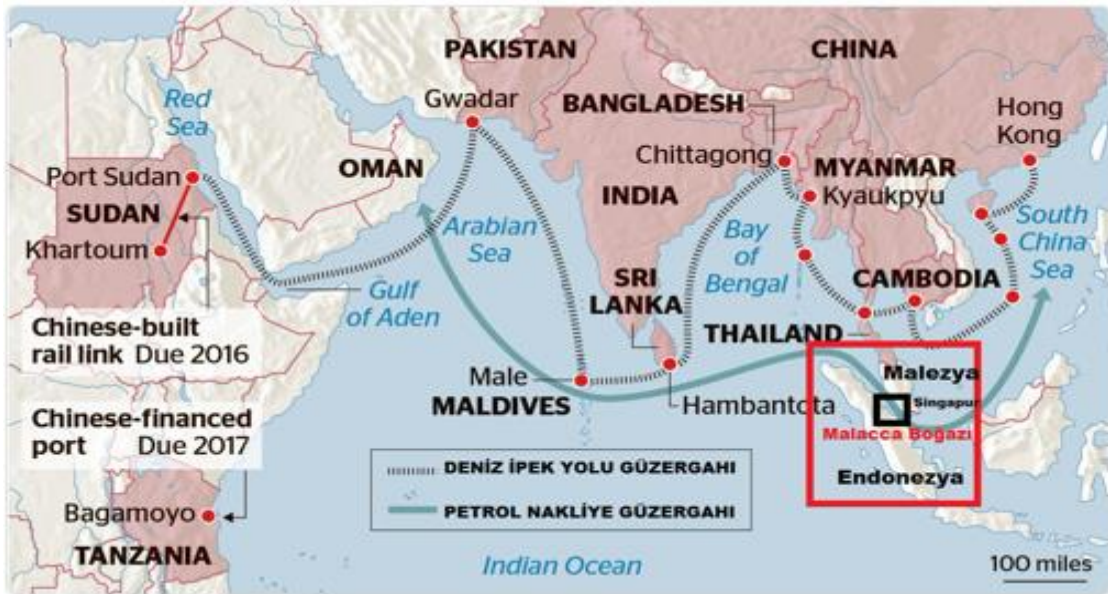 PAKISTAN
CHINA
Red
Sea
Gwadar
BANGLADESH
Hong
Kong
Port Sudan
OMAN
Chittagong
MYANMAR
SUDAN
INDIA
Kyaukpyu
Khartoum
Arabian
Sea
Bay
of
Bengal
South
China
Sea
Gulf
of Aden
SRI
LANKA
CAMBODIA
Chinese-built
rail link Due 2016
THAILAND
Male
MALDIVES
Hambantota
Malezya
Singapur
Malacca Boğazı
Endonezya
Chinese-financed
port Due 2017
DENİZ İPEK YOLU GÜZERGAHI
PETROL NAKLİYE GÜZERGAHI
Bagamoyo
TANZANIA
Indian Ocean
100 miles